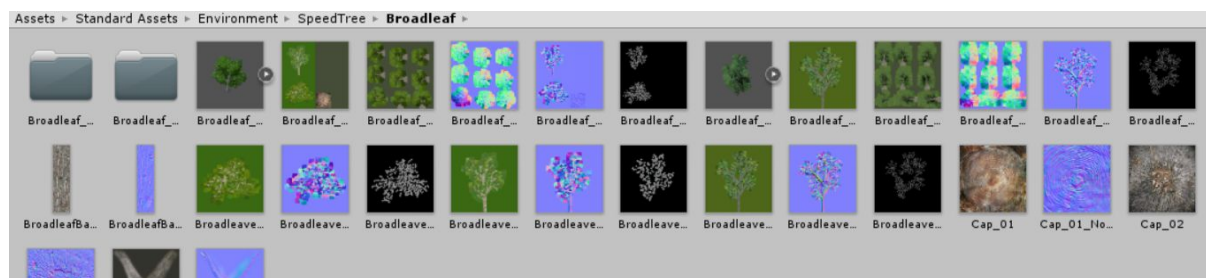 Assets ▸ Standard Assets ▸ Environment ▸ SpeedTree ▸ Broadleaf ▸
Broadleaf_... Broadleaf_... Broadleaf_... Broadleaf_... Broadleaf_... Broadleaf_... Broadleaf_... Broadleaf_... Broadleaf_... Broadleaf_... Broadleaf_... Broadleaf_... Broadleaf_... Broadleaf_...
BroadleafBa... BroadleafBa... Broadleave... Broadleave... Broadleave... Broadleave... Broadleave... Broadleave... Broadleave... Broadleave... Broadleave... Cap_01 Cap_01_No... Cap_02